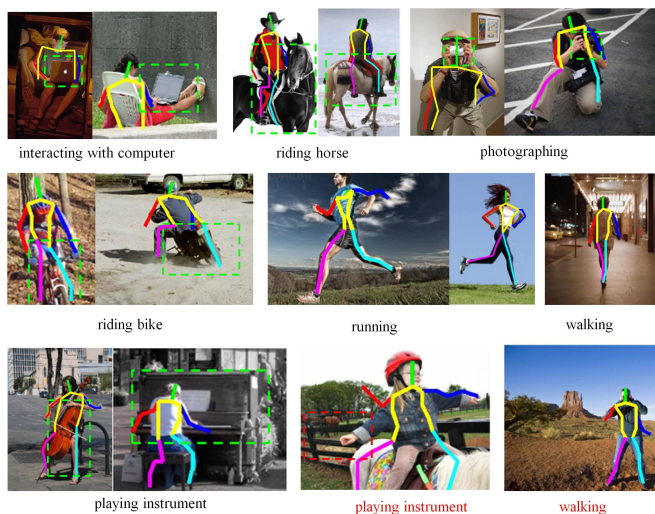 interacting with computer
riding horse
photographing
riding bike
running
walking
playing instrument
playing instrument
walking